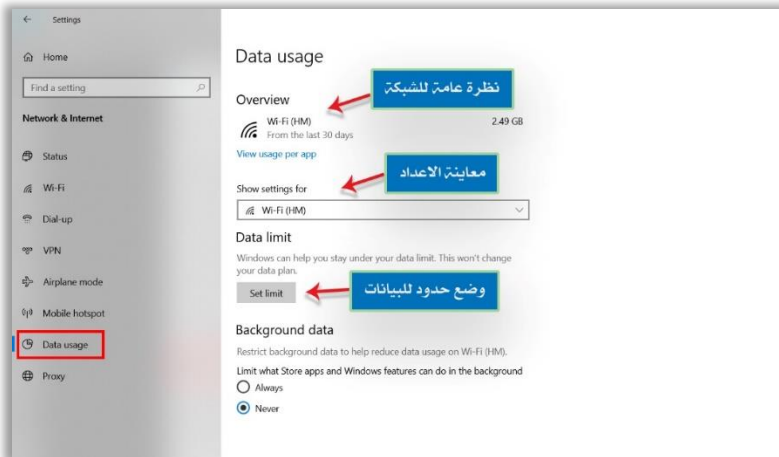 Settings
Home
Find a setting
Network & Internet
Status
Wi-Fi
Dial-up
VPN
Airplane mode
Mobile hotspot
Data usage
Proxy
Data usage
نظرة عامة للشبكة
Overview
Wi-Fi (HM) 2.49 GB
From the last 30 days
View usage per app
معاينة الاعداد
Show settings for
Wi-Fi (HM)
Data limit
Windows can help you stay under your data limit. This won't change
your data plan.
Set limit
وضع حدود للبيانات
Background data
Restrict background data to help reduce data usage on Wi-Fi (HM).
Limit what Store apps and Windows features can do in the background
Always
Never